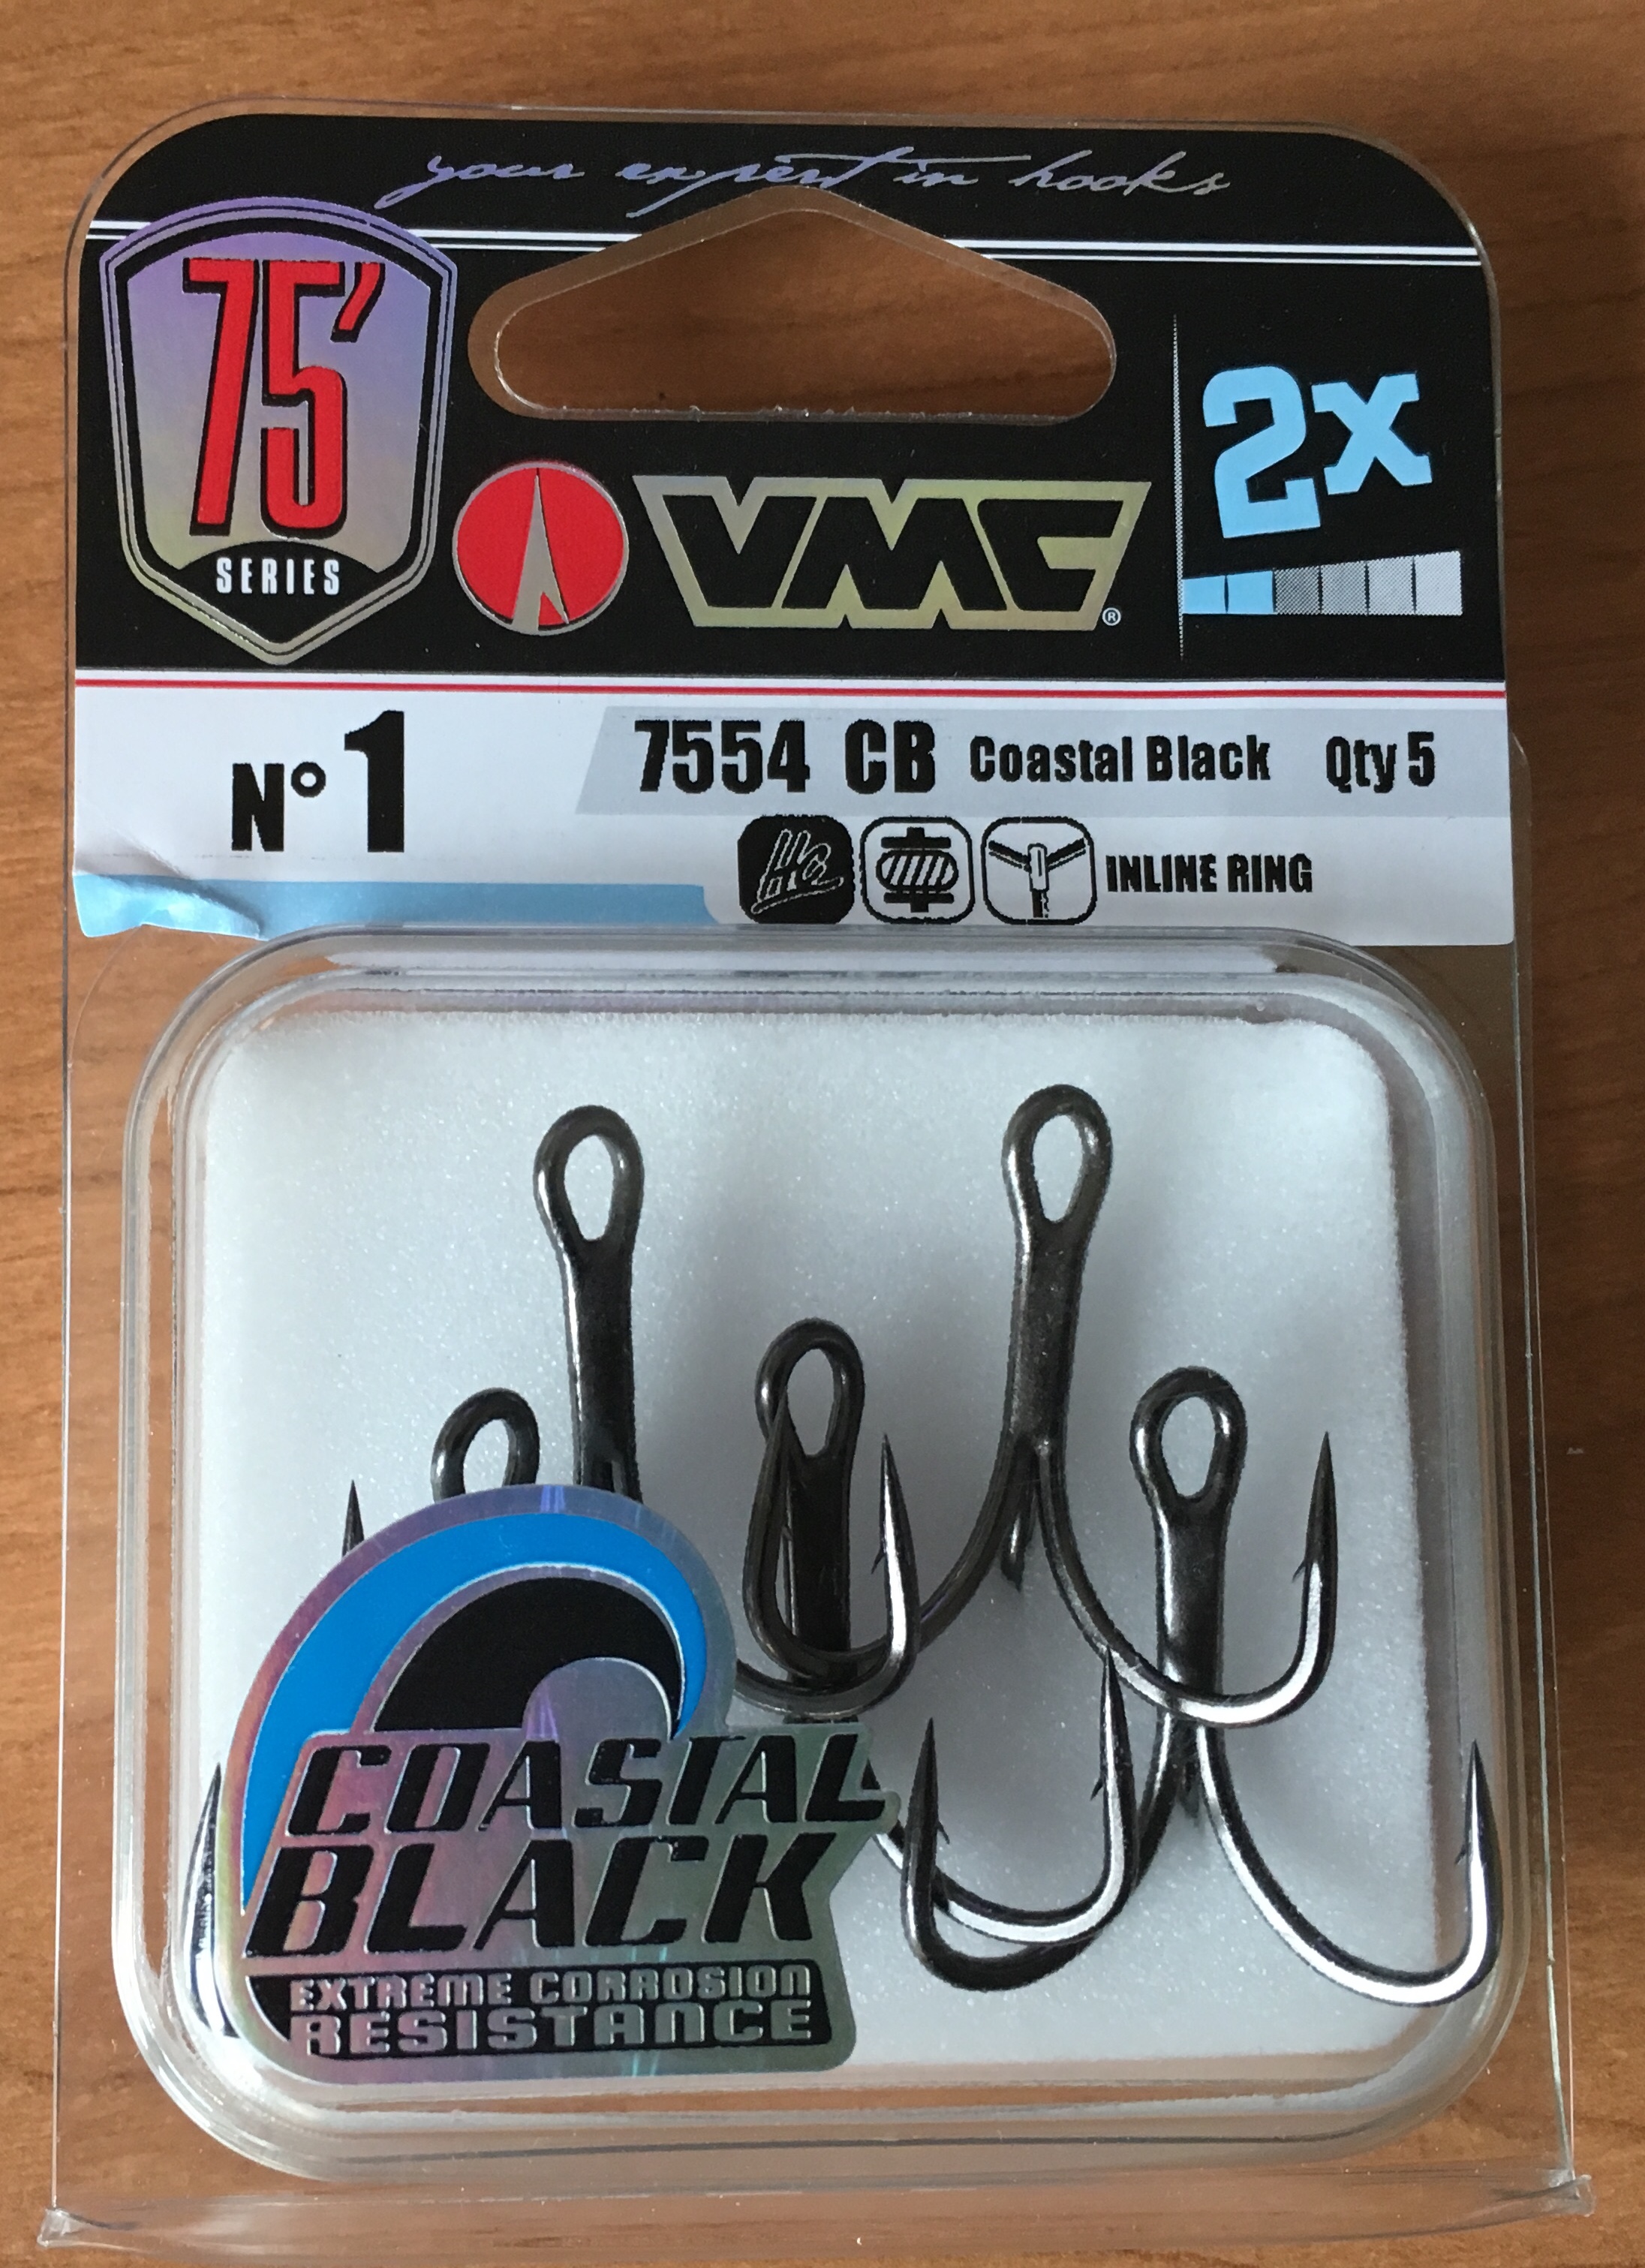 your expert in hooks
75'
SERIES
VMC®
2x
N° 1
7554 CB Coastal Black Qty 5
INLINE RING
COASTAL
BLACK
EXTREME CORROSION
RESISTANCE